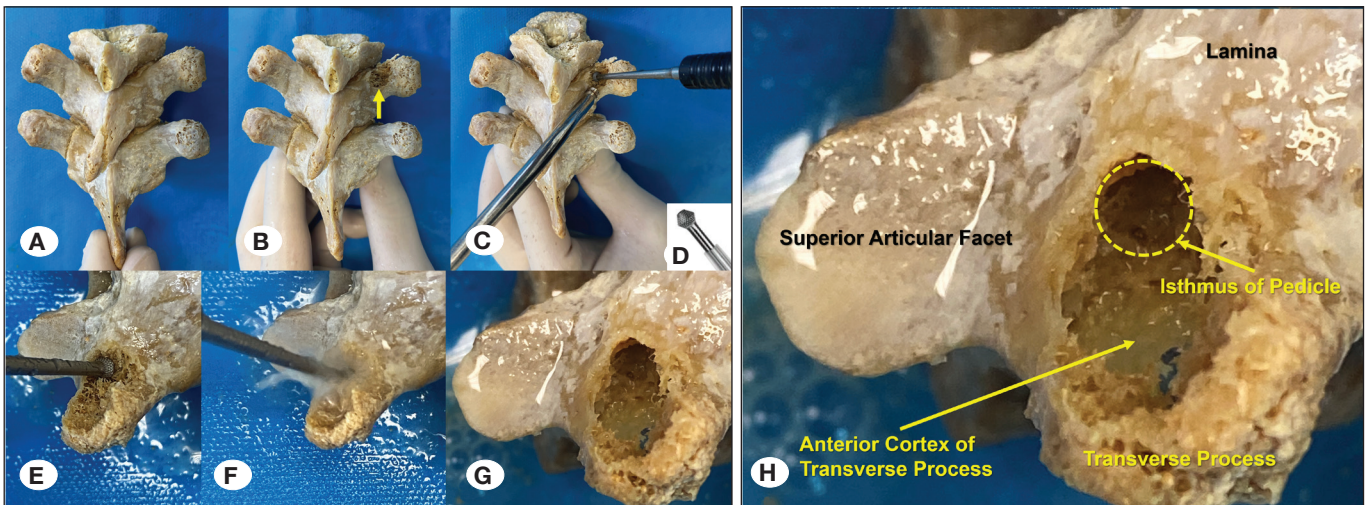 A
B
C
D
E
F
G
Lamina
Superior Articular Facet
Isthmus of Pedicle
Anterior Cortex of
Transverse Process
Transverse Process
H